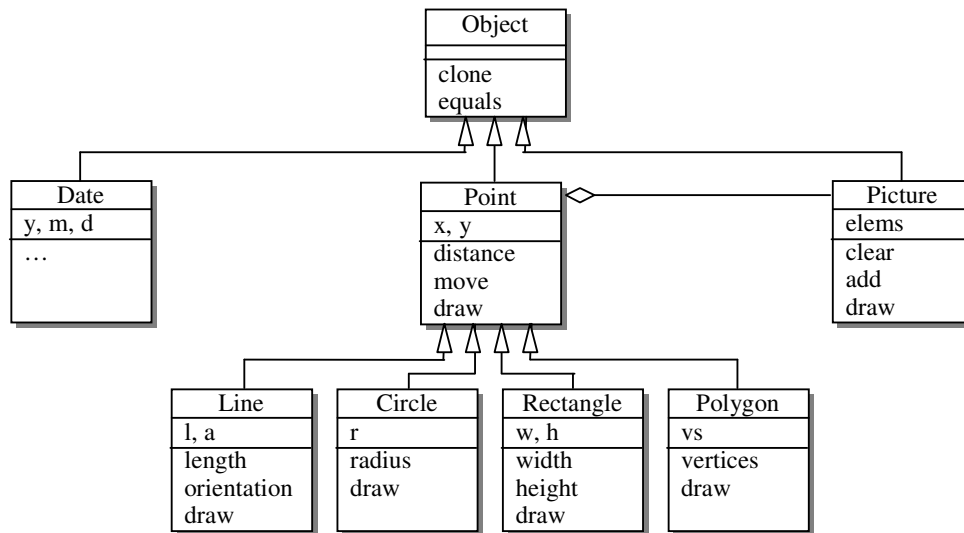 Object
clone
equals
Date
y, m, d
…
Point
x, y
distance
move
draw
Picture
elems
clear
add
draw
Line
l, a
length
orientation
draw
Circle
r
radius
draw
Rectangle
w, h
width
height
draw
Polygon
vs
vertices
draw